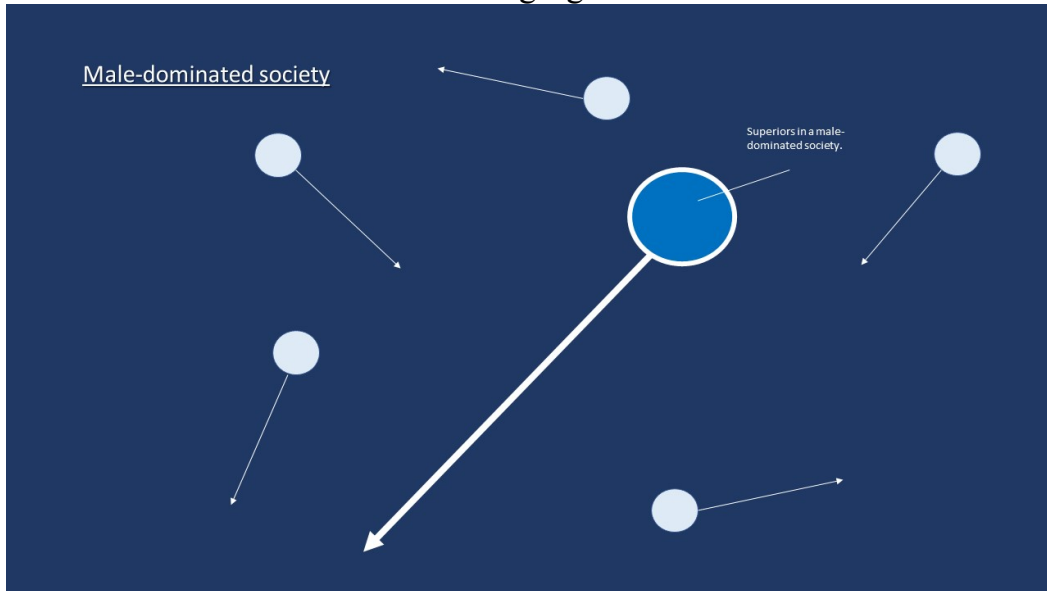 Male-dominated society
Superiors in a male-
dominated society.